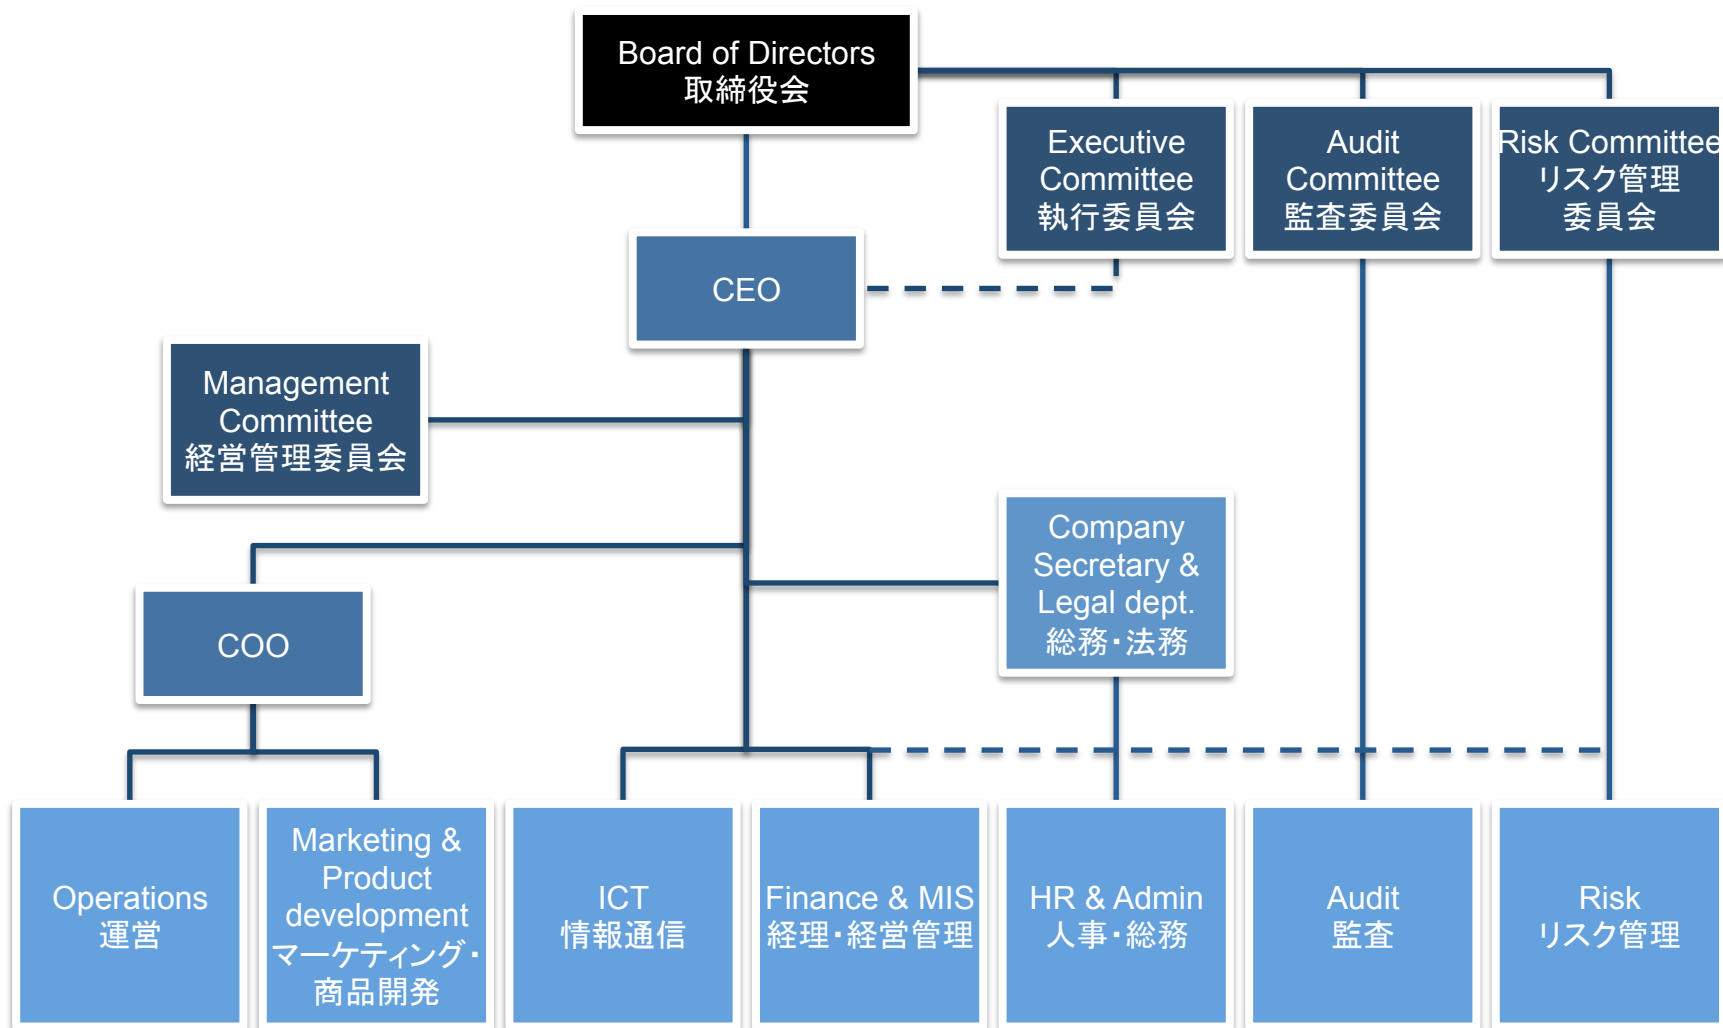 Board of Directors
取締役会
Executive
Committee
執行委員会
Audit
Committee
監査委員会
Risk Committee
リスク管理
委員会
CEO
Management
Committee
経営管理委員会
Company
Secretary &
Legal dept.
総務・法務
COO
Operations
運営
Marketing &
Product
development
マーケティング・
商品開発
ICT
情報通信
Finance & MIS
経理・経営管理
HR & Admin
人事・総務
Audit
監査
Risk
リスク管理